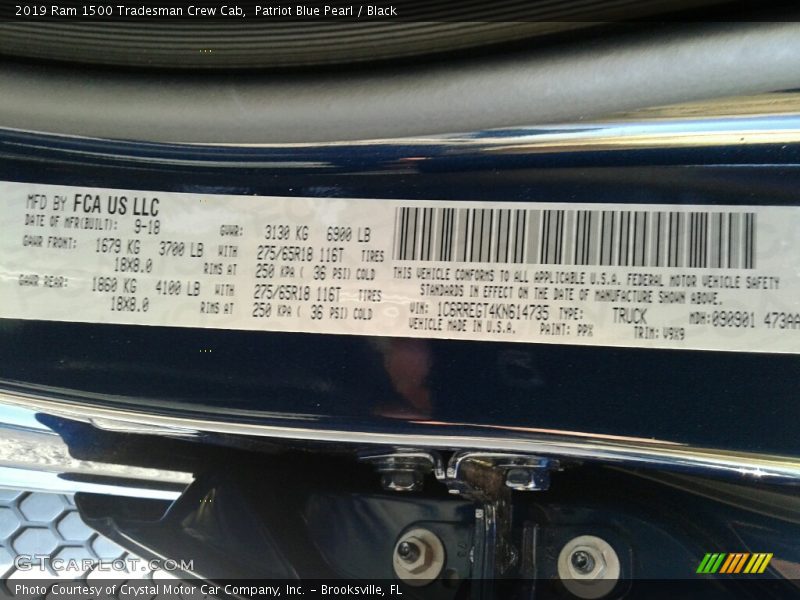 2019 Ram 1500 Tradesman Crew Cab,  Patriot Blue Pearl / Black
MFD BY FCA US LLC
DATE OF MFR(BUILT): 9-18 GVWR: 3130 KG 6900 LB
GAWR FRONT: 1679 KG 3700 LB WITH 275/65R18 116T TIRES
18X8.0 RIMS AT 250 KPA ( 36 PSI) COLD
GAWR REAR: 1860 KG 4100 LB WITH 275/65R18 116T TIRES
18X8.0 RIMS AT 250 KPA ( 36 PSI) COLD
THIS VEHICLE CONFORMS TO ALL APPLICABLE U.S.A. FEDERAL MOTOR VEHICLE SAFETY
STANDARDS IN EFFECT ON THE DATE OF MANUFACTURE SHOWN ABOVE.
VIN: 1C6RREGT4KN614735 TYPE: TRUCK MDH:090901 473AA
VEHICLE MADE IN U.S.A. PAINT: PPX TRIM: V9X9
GTCARLOT.COM
Photo Courtesy of Crystal Motor Car Company, Inc. – Brooksville, FL